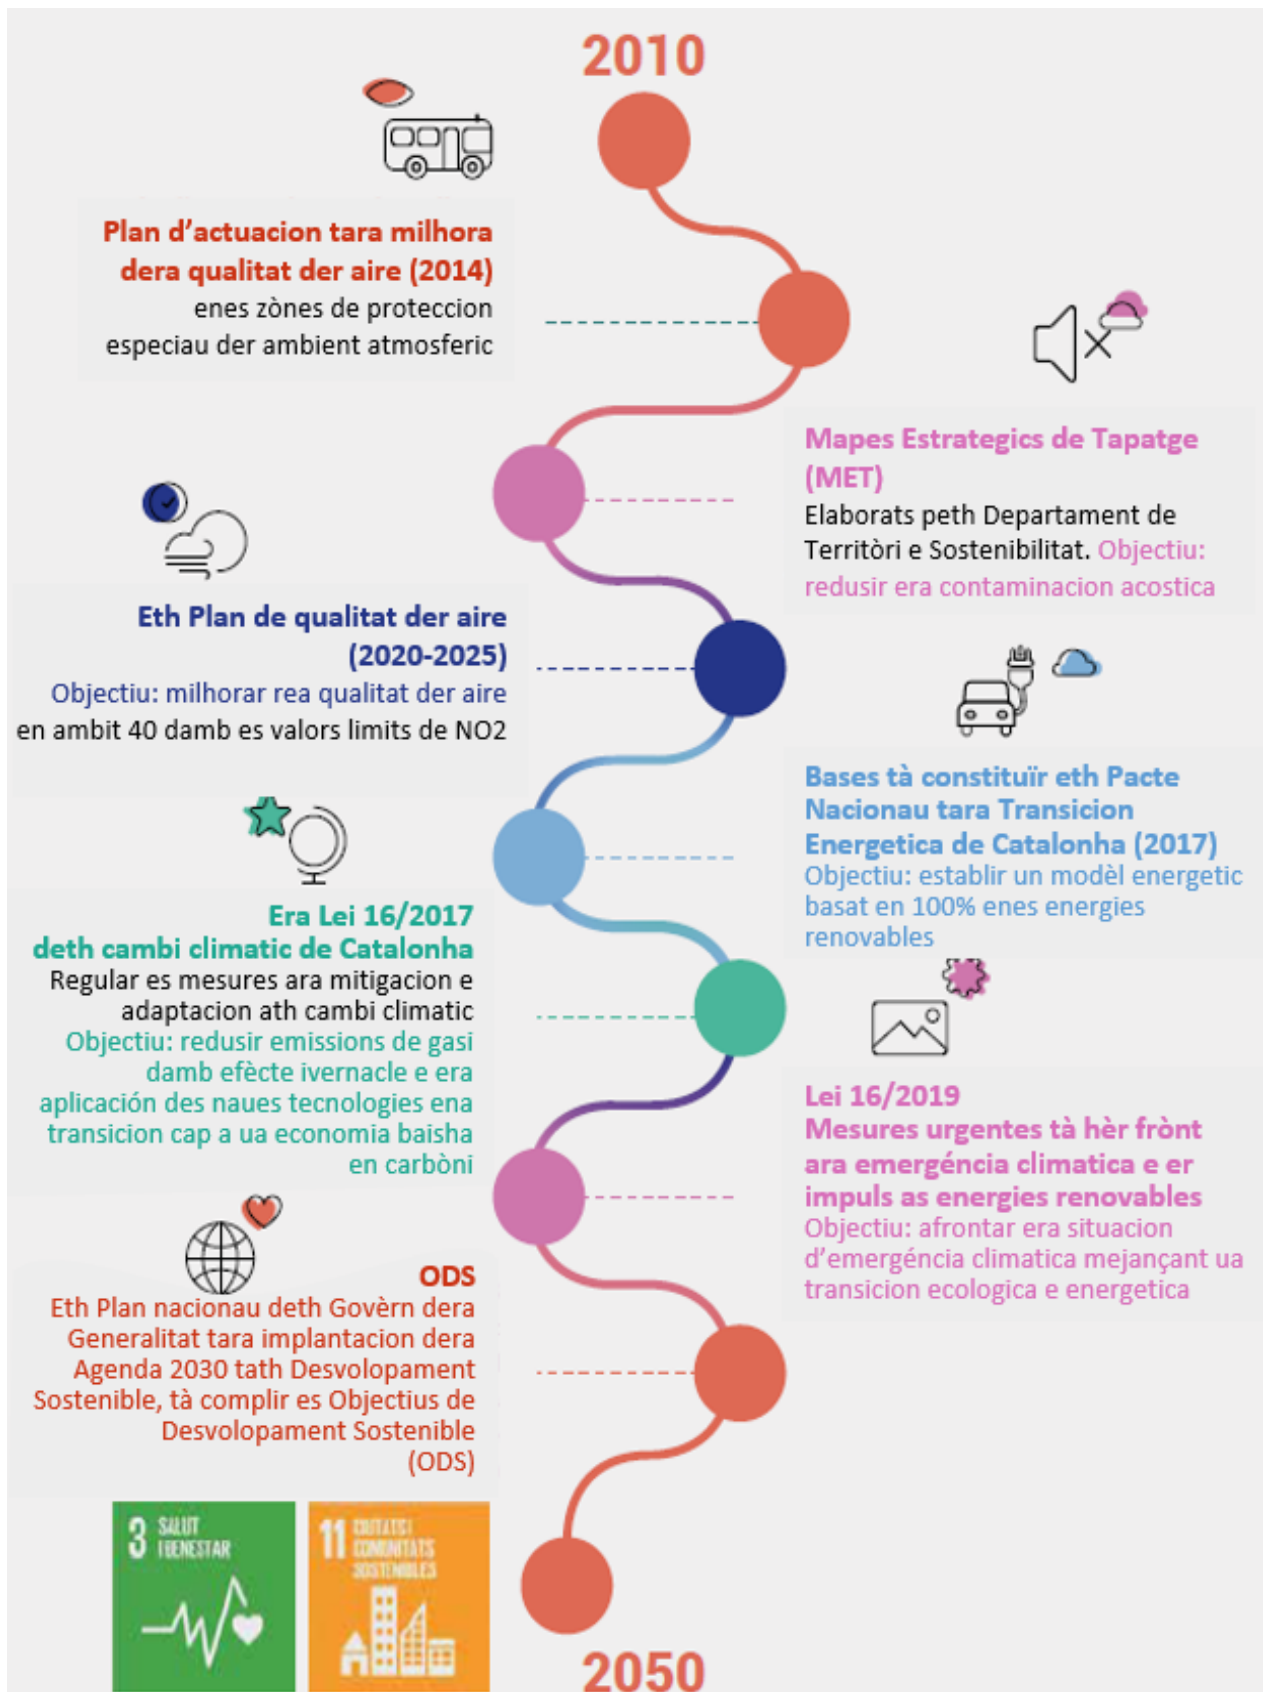 2010
Plan d’actuacion tara milhora
dera qualitat der aire (2014)
enes zònes de proteccion
especiau der ambient atmosferic
Mapes Estrategics de Tapatge
(MET)
Elaborats peth Departament de
Territòri e Sostenibilitat. Objectiu:
redusir era contaminacion acostica
Eth Plan de qualitat der aire
(2020-2025)
Objectiu: milhorar rea qualitat der aire
en ambit 40 damb es valors limits de NO2
Bases tà constituïr eth Pacte
Nacionau tara Transicion
Energetica de Catalonha (2017)
Objectiu: establir un modèl energetic
basat en 100% enes energies
renovables
Era Lei 16/2017
deth cambi climatic de Catalonha
Regular es mesures ara mitigacion e
adaptacion ath cambi climatic
Objectiu: redusir emissions de gasi
damb efècte ivernacle e era
aplicación des naues tecnologies ena
transicion cap a ua economia baisha
en carbòni
Lei 16/2019
Mesures urgentes tà hèr frònt
ara emergéncia climatica e er
impuls as energies renovables
Objectiu: afrontar era situacion
d’emergéncia climatica mejançant ua
transicion ecologica e energetica
ODS
Eth Plan nacionau deth Govèrn dera
Generalitat tara implantacion dera
Agenda 2030 tath Desvolopament
Sostenible, tà complir es Objectius de
Desvolopament Sostenible
(ODS)
3 SALUT
I BENESTAR
11 CIUTATS I
COMUNITATS
SOSTENIBLES
2050